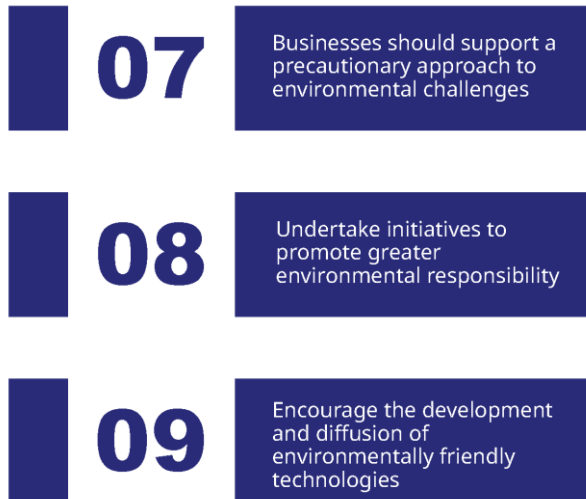 07
Businesses should support a
precautionary approach to
environmental challenges
08
Undertake initiatives to
promote greater
environmental responsibility
09
Encourage the development
and diffusion of
environmentally friendly
technologies